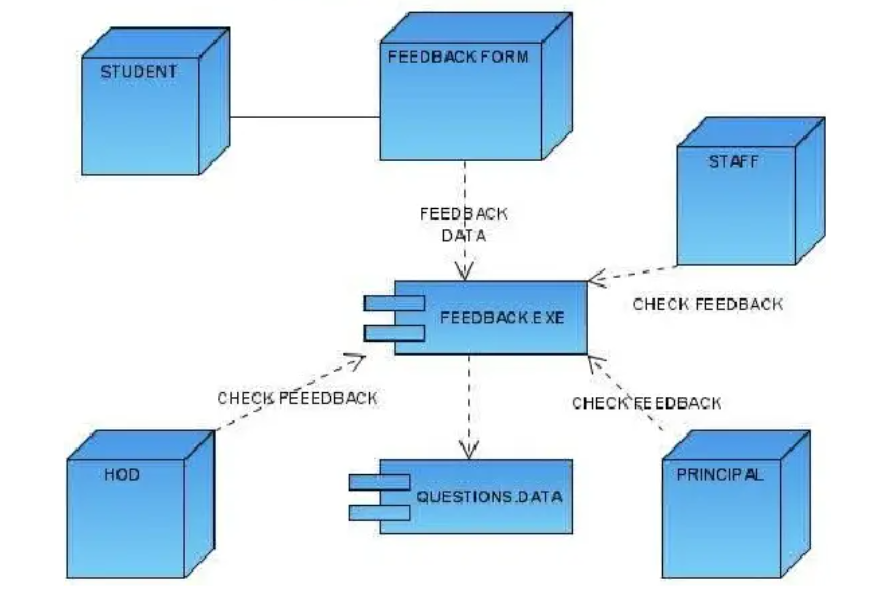 STUDENT
FEEDBACK FORM
STAFF
FEEDBACK
DATA
CHECK FEEDBACK
FEEDBACK.EXE
CHECK FEEEDBACK
CHECK FEEDBACK
HOD
PRINCIPAL
QUESTIONS.DATA